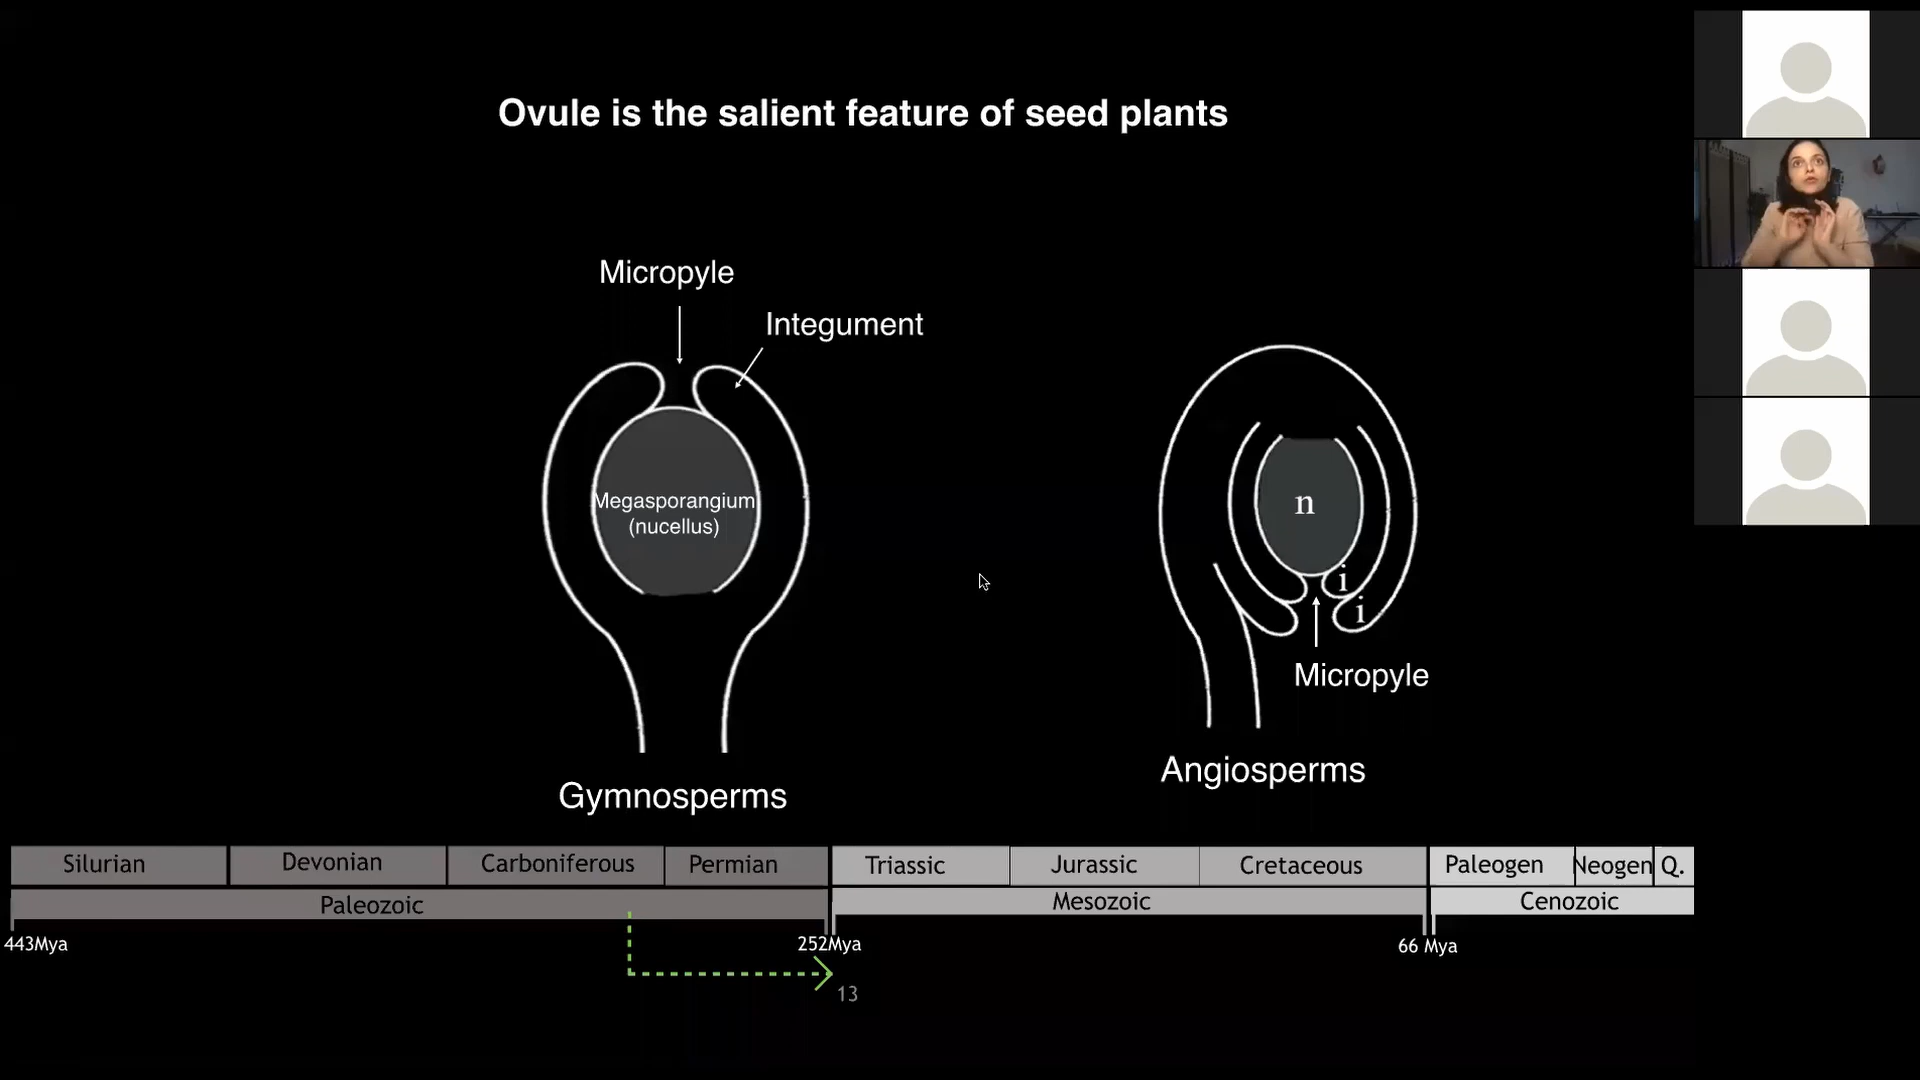 Ovule is the salient feature of seed plants
Micropyle
Integument
Megasporangium
(nucellus)
n
i
i
Micropyle
Gymnosperms
Angiosperms
Silurian Devonian Carboniferous Permian Triassic Jurassic Cretaceous Paleogen Neogen Q.
Paleozoic Mesozoic Cenozoic
443Mya 252Mya 66 Mya
13